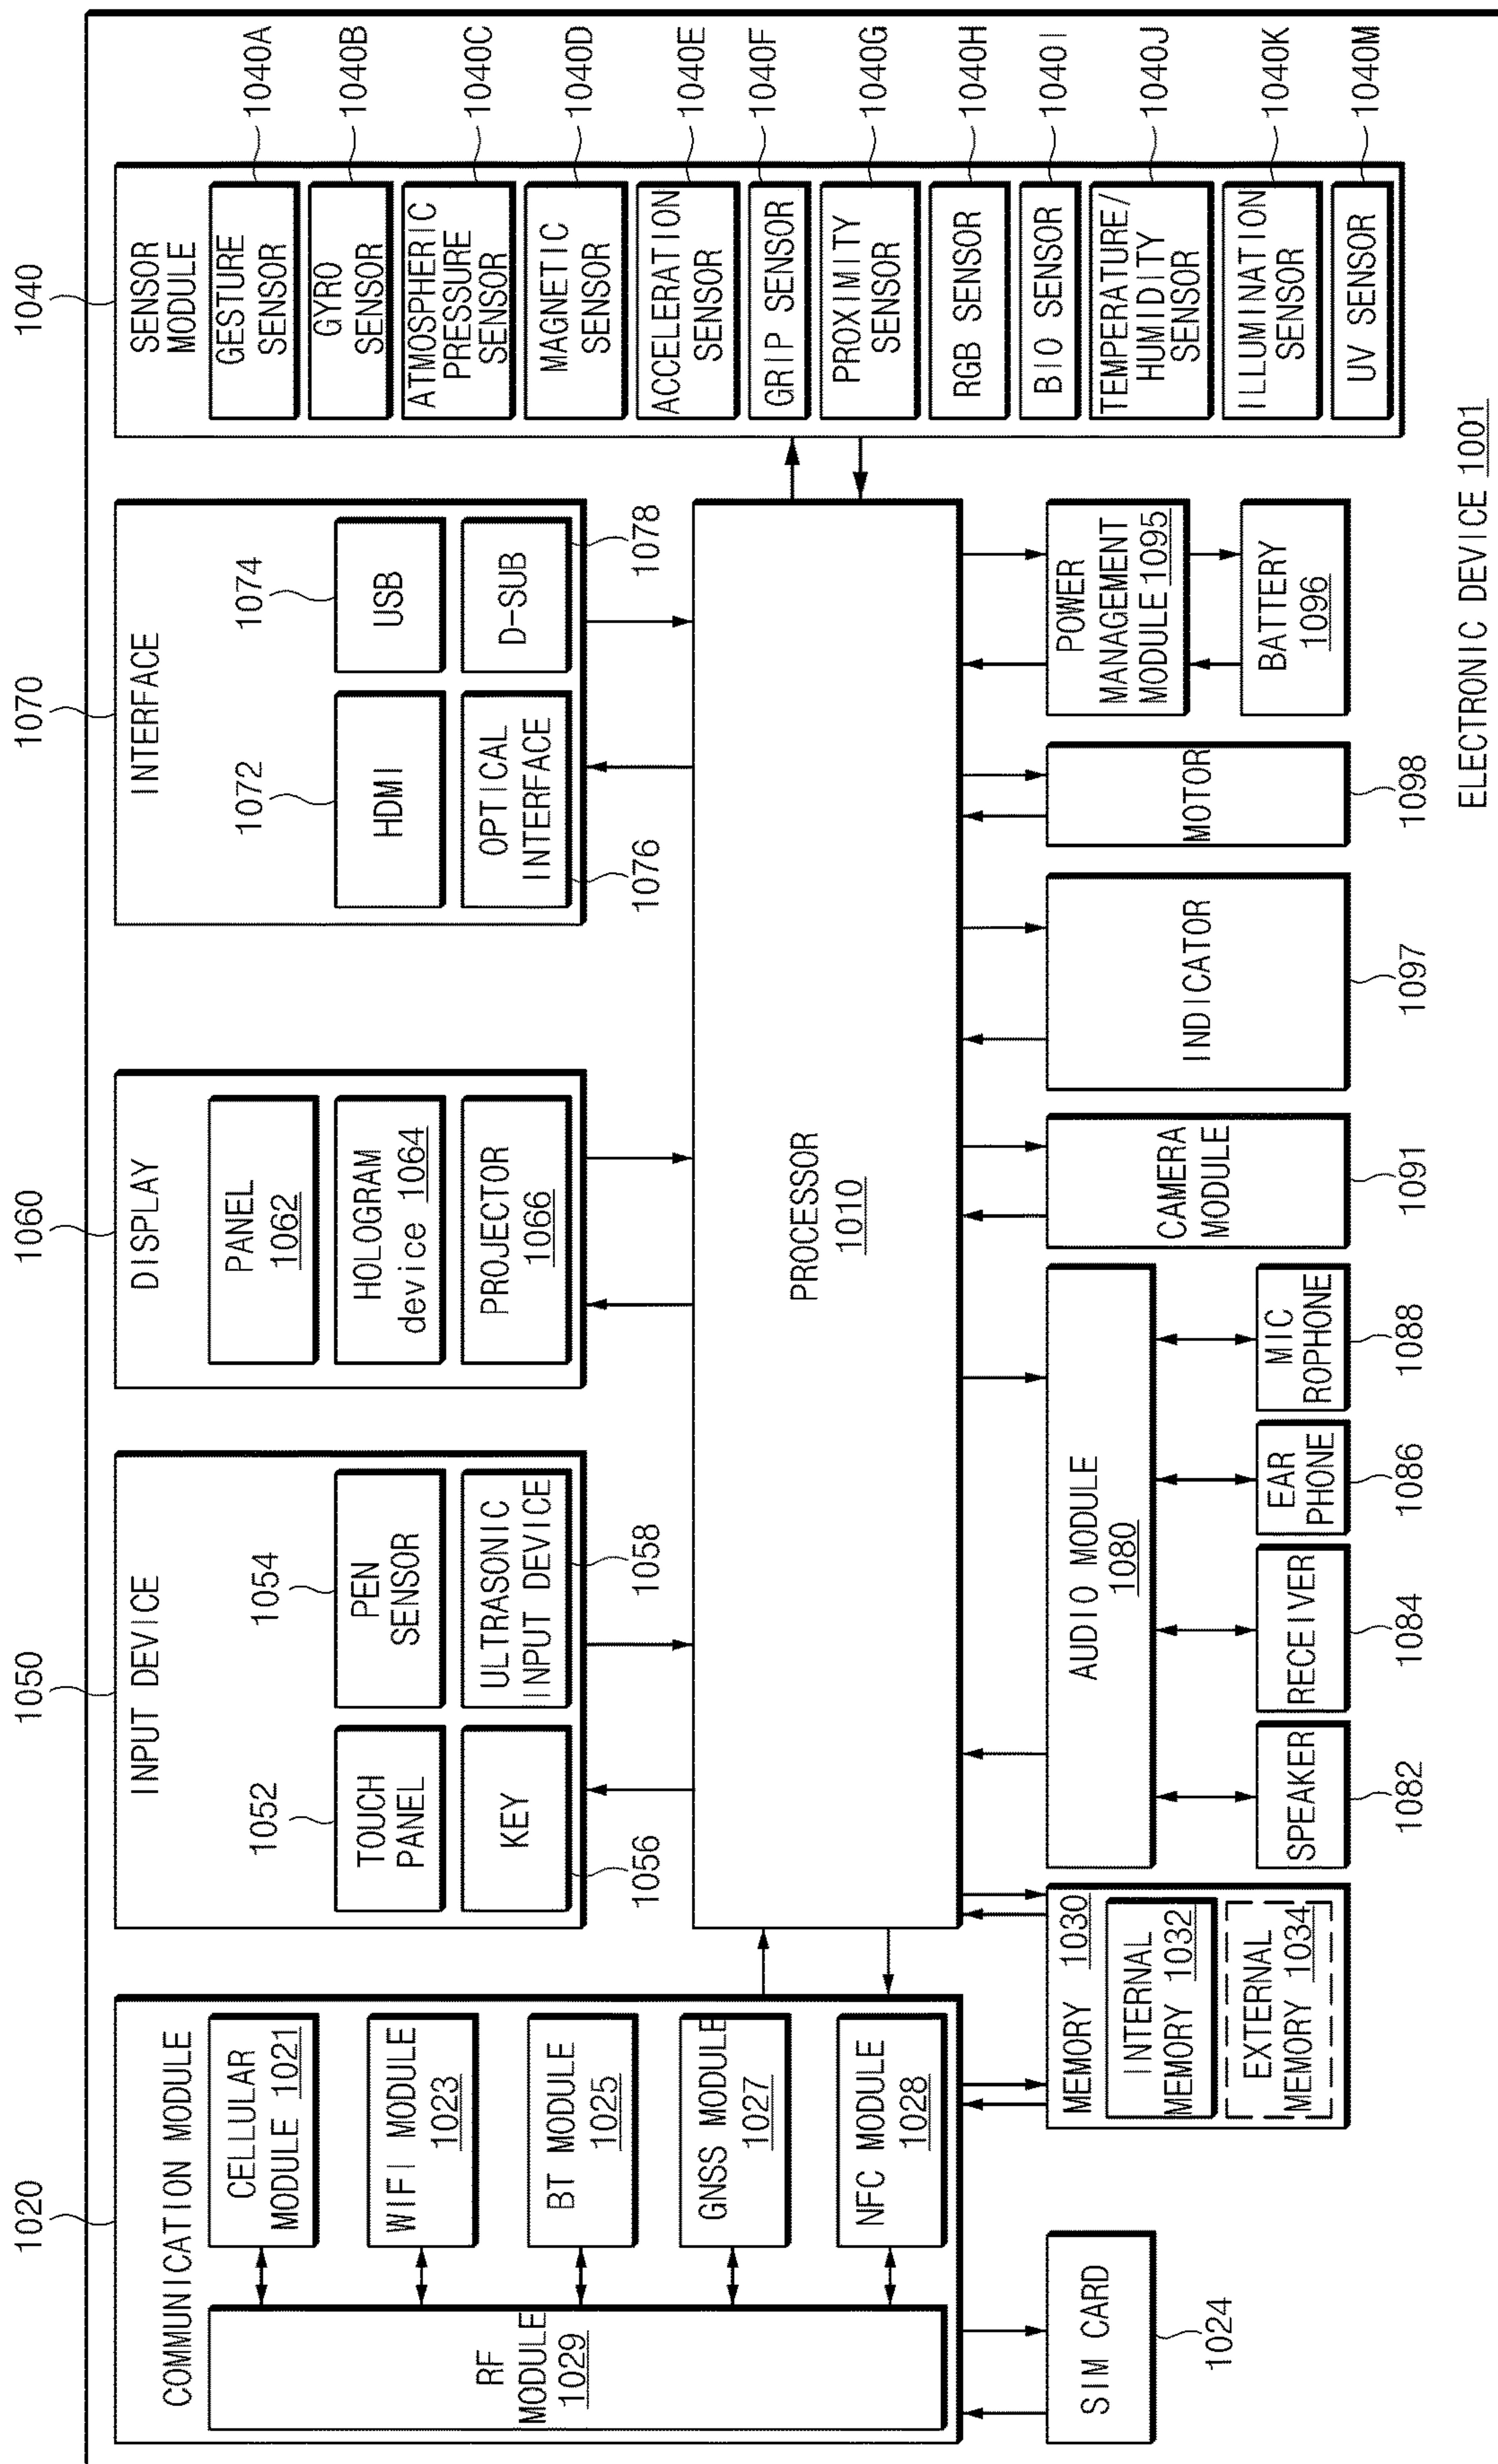 1020
COMMUNICATION MODULE
RF
MODULE
1029
CELLULAR
MODULE 1021
WIFI MODULE
1023
BT MODULE
1025
GNSS MODULE
1027
NFC MODULE
1028
SIM CARD
1024
1050
INPUT DEVICE
1052
TOUCH
PANEL
1054
PEN
SENSOR
KEY
1056
ULTRASONIC
INPUT DEVICE
1058
1060
DISPLAY
PANEL
1062
HOLOGRAM
device 1064
PROJECTOR
1066
1070
INTERFACE
1072
HDMI
1074
USB
OPTICAL
INTERFACE
1076
D-SUB
1078
1040
SENSOR
MODULE
GESTURE
SENSOR
1040A
GYRO
SENSOR
1040B
ATMOSPHERIC
PRESSURE
SENSOR
1040C
MAGNETIC
SENSOR
1040D
ACCELERATION
SENSOR
1040E
GRIP SENSOR
1040F
PROXIMITY
SENSOR
1040G
RGB SENSOR
1040H
BIO SENSOR
1040I
TEMPERATURE/
HUMIDITY
SENSOR
1040J
ILLUMINATION
SENSOR
1040K
UV SENSOR
1040M
PROCESSOR
1010
MEMORY 1030
INTERNAL
MEMORY 1032
EXTERNAL
MEMORY 1034
AUDIO MODULE
1080
SPEAKER
1082
RECEIVER
1084
EAR
PHONE
1086
MIC
ROPHONE
1088
CAMERA
MODULE
1091
INDICATOR
1097
MOTOR
1098
POWER
MANAGEMENT
MODULE 1095
BATTERY
1096
ELECTRONIC DEVICE 1001